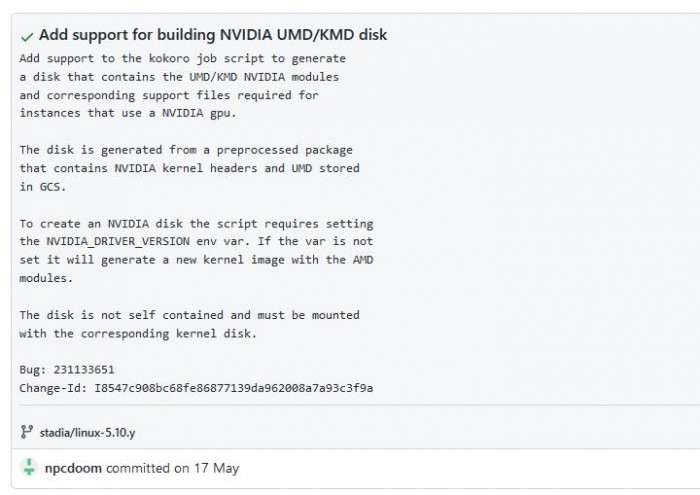 Add support for building NVIDIA UMD/KMD disk
Add support to the kokoro job script to generate
a disk that contains the UMD/KMD NVIDIA modules
and corresponding support files required for
instances that use a NVIDIA gpu.
The disk is generated from a preprocessed package
that contains NVIDIA kernel headers and UMD stored
in GCS.
To create an NVIDIA disk the script requires setting
the NVIDIA_DRIVER_VERSION env var. If the var is not
set it will generate a new kernel image with the AMD
modules.
The disk is not self contained and must be mounted
with the corresponding kernel disk.
Bug: 231133651
Change-Id: I8547c908bc68fe86877139da962008a7a93c3f9a
stadia/linux-5.10.y
npcdoom committed on 17 May